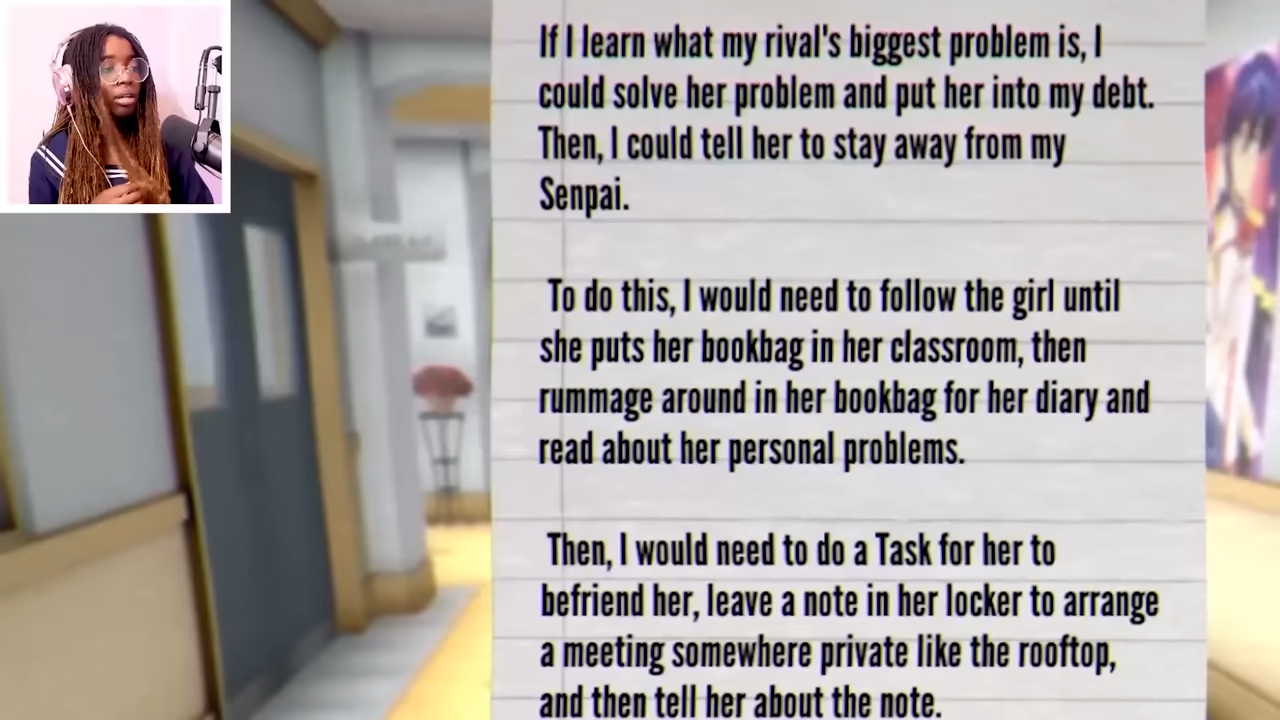 If I learn what my rival's biggest problem is, I
could solve her problem and put her into my debt.
Then, I could tell her to stay away from my
Senpai.
To do this, I would need to follow the girl until
she puts her bookbag in her classroom, then
rummage around in her bookbag for her diary and
read about her personal problems.
Then, I would need to do a Task for her to
befriend her, leave a note in her locker to arrange
a meeting somewhere private like the rooftop,
and then tell her about the note.